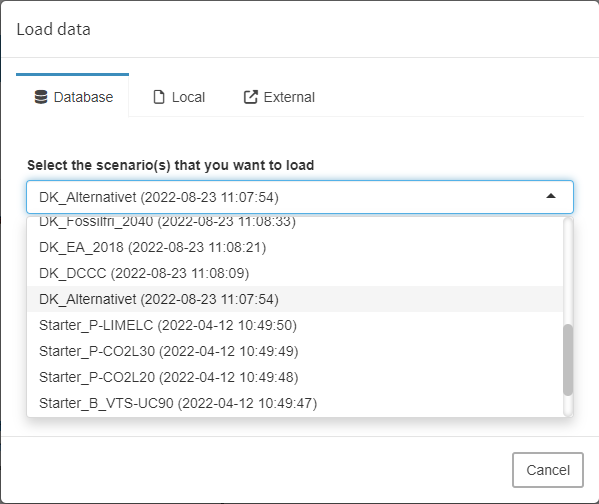 Load data
Database
Local
External
Select the scenario(s) that you want to load
DK_Alternativet (2022-08-23 11:07:54)
DK_Fossilfri_2040 (2022-08-23 11:08:33)
DK_EA_2018 (2022-08-23 11:08:21)
DK_DCCC (2022-08-23 11:08:09)
DK_Alternativet (2022-08-23 11:07:54)
Starter_P-LIMELC (2022-04-12 10:49:50)
Starter_P-CO2L30 (2022-04-12 10:49:49)
Starter_P-CO2L20 (2022-04-12 10:49:48)
Starter_B_VTS-UC90 (2022-04-12 10:49:47)
Cancel